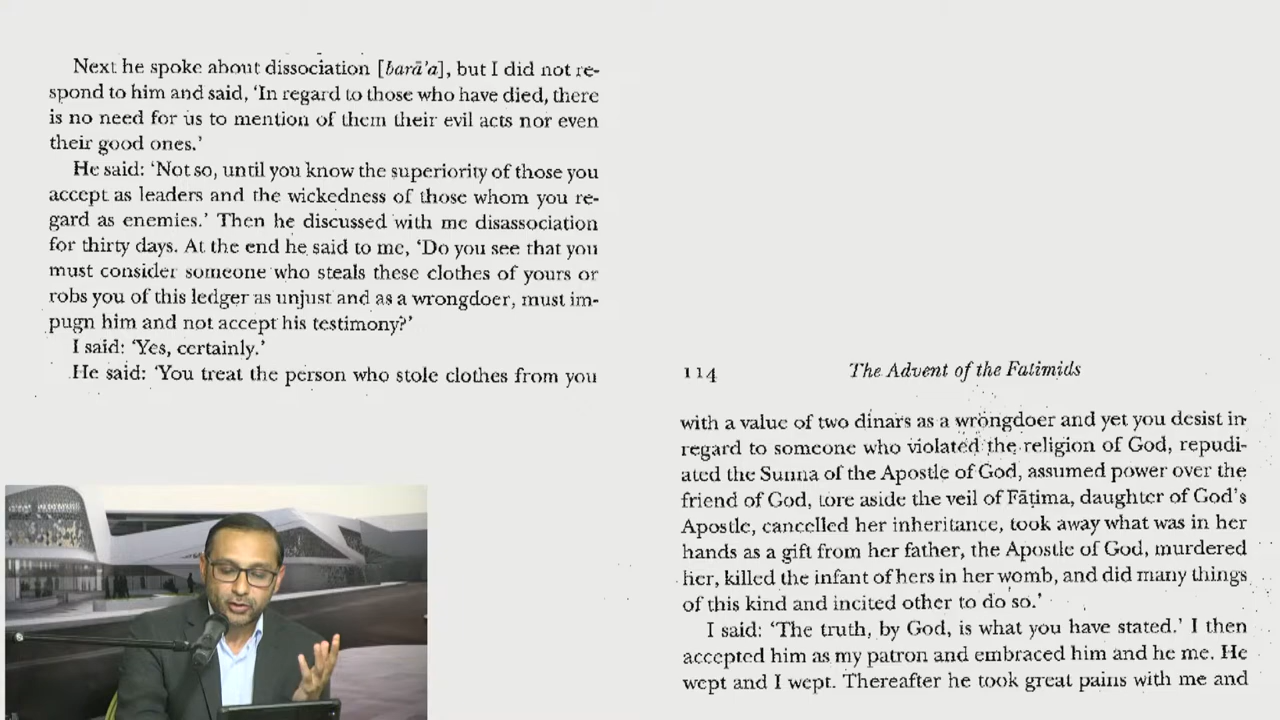 Next he spoke about dissociation [barā'a], but I did not re-
spond to him and said, 'In regard to those who have died, there
is no need for us to mention of them their evil acts nor even
their good ones.'
He said: 'Not so, until you know the superiority of those you
accept as leaders and the wickedness of those whom you re-
gard as enemies.' Then he discussed with me disassociation
for thirty days. At the end he said to me, 'Do you see that you
must consider someone who steals these clothes of yours or
robs you of this ledger as unjust and as a wrongdoer, must im-
pugn him and not accept his testimony?'
I said: 'Yes, certainly.'
He said: 'You treat the person who stole clothes from you
114 The Advent of the Fatimids
with a value of two dinars as a wrongdoer and yet you desist in
regard to someone who violated the religion of God, repudi-
ated the Sunna of the Apostle of God, assumed power over the
friend of God, tore aside the veil of Fāṭima, daughter of God's
Apostle, cancelled her inheritance, took away what was in her
hands as a gift from her father, the Apostle of God, murdered
her, killed the infant of hers in her womb, and did many things
of this kind and incited other to do so.'
I said: 'The truth, by God, is what you have stated.' I then
accepted him as my patron and embraced him and he me. He
wept and I wept. Thereafter he took great pains with me and